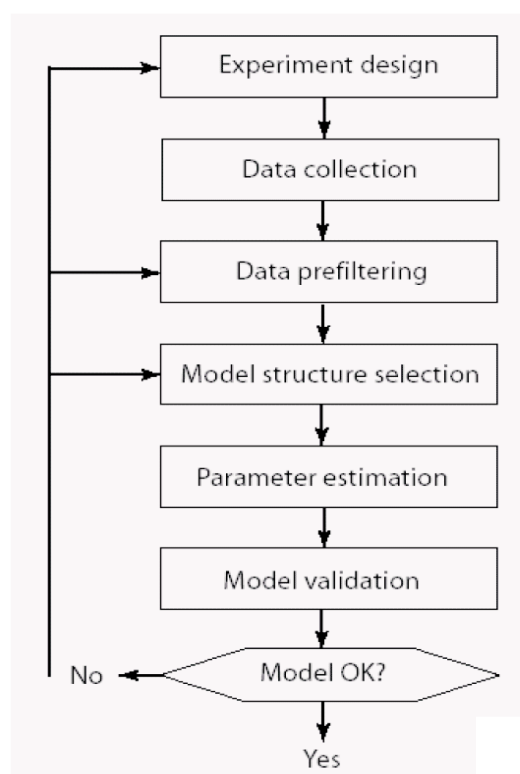 Experiment design
Data collection
Data prefiltering
Model structure selection
Parameter estimation
Model validation
Model OK?
No
Yes